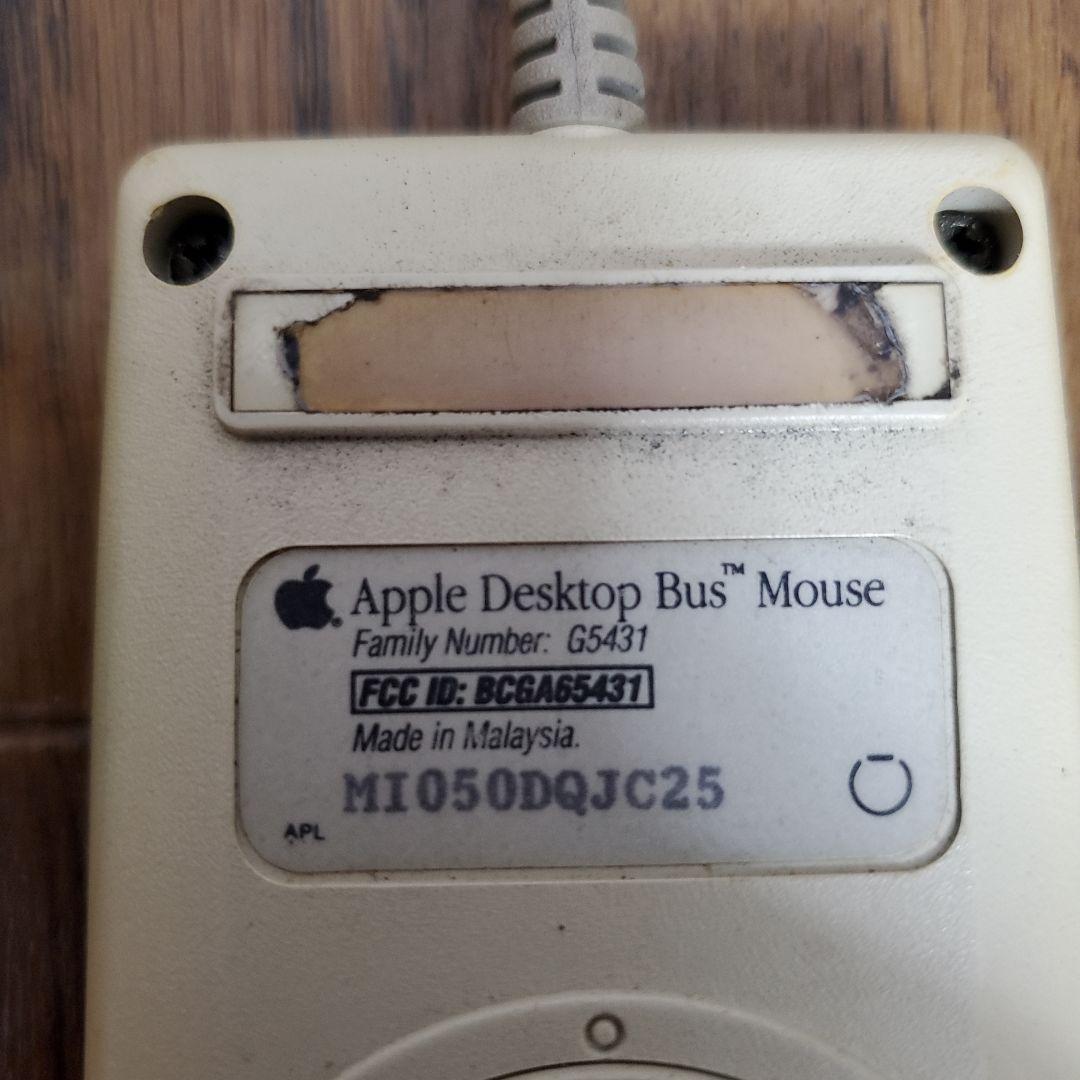 Apple Desktop Bus™ Mouse
Family Number: G5431
FCC ID: BCGA65431
Made in Malaysia.
MI050DQJC25
APL